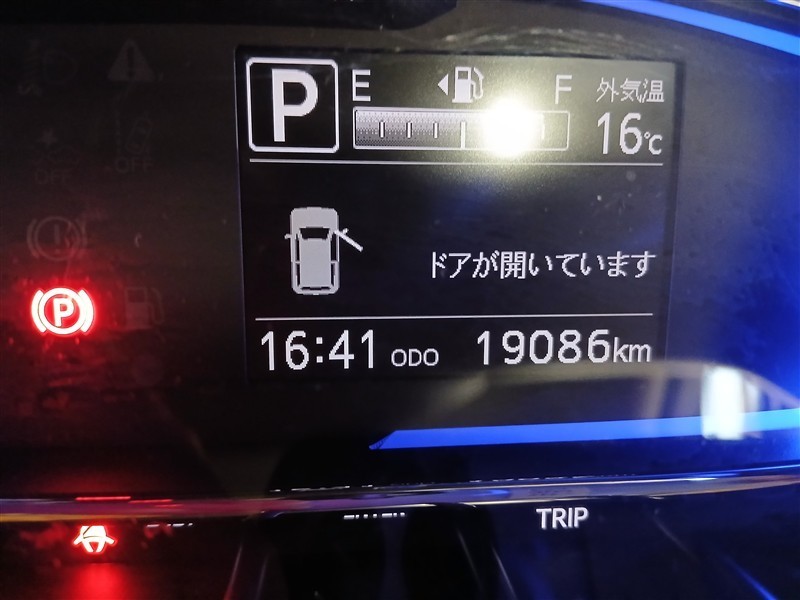 P E F 外気温
16℃
ドアが開いています
16:41 ODO 19086km
P
TRIP